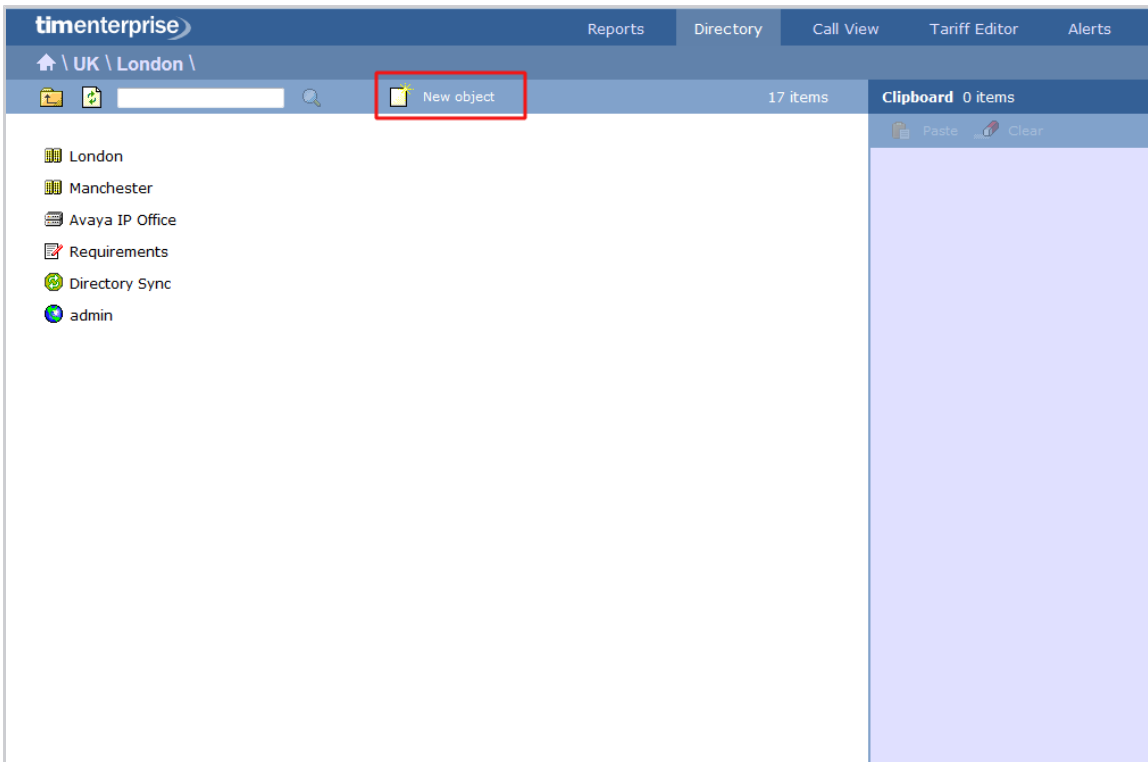 timenterprise
Reports Directory Call View Tariff Editor Alerts
\ UK \ London \
New object 17 items Clipboard 0 items
Paste Clear
London
Manchester
Avaya IP Office
Requirements
Directory Sync
admin